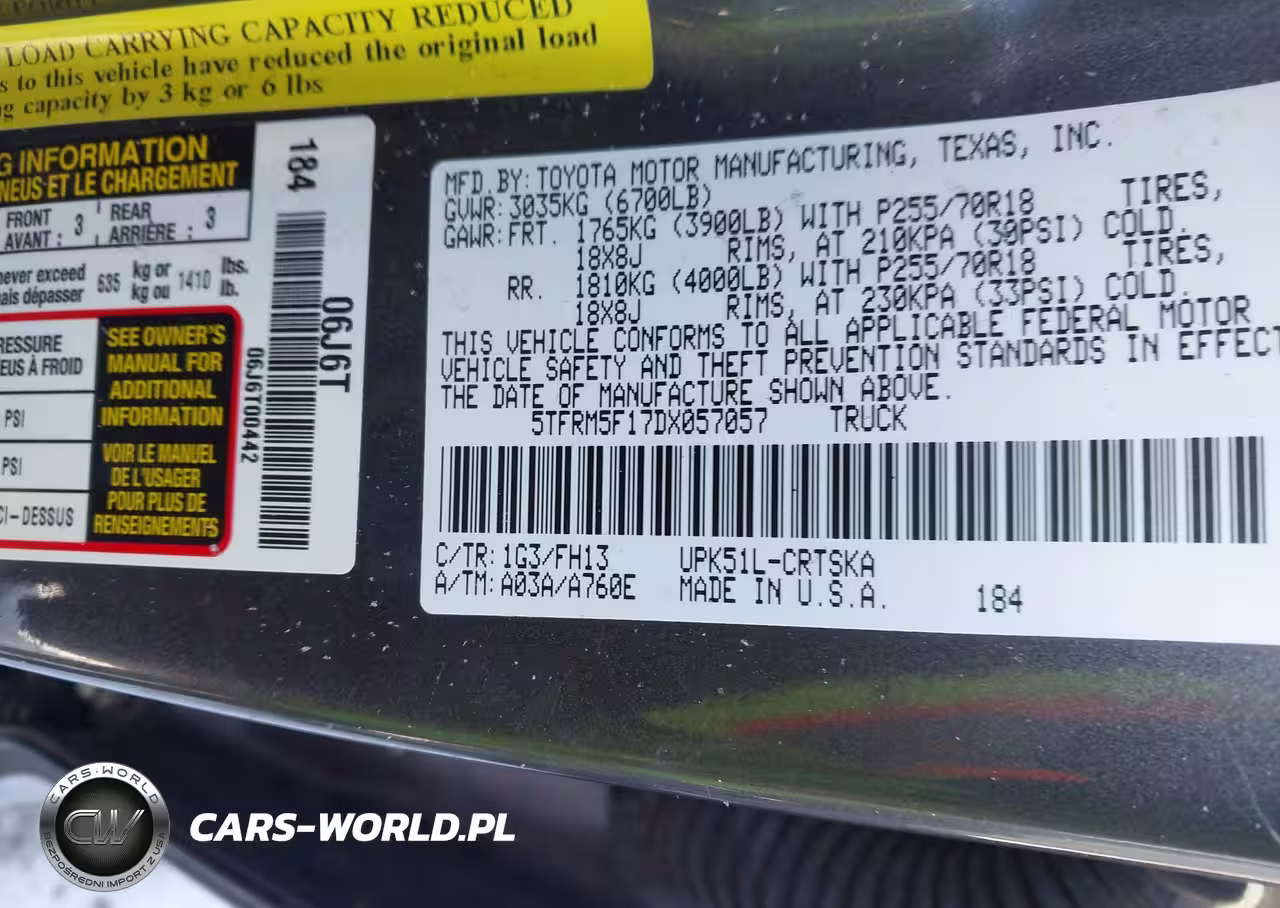 LOAD CARRYING CAPACITY REDUCED
s to this vehicle have reduced the original load
g capacity by 3 kg or 6 lbs
G INFORMATION
NEUS ET LE CHARGEMENT
FRONT 3 REAR 3
AVANT : ARRIÈRE :
never exceed 635 kg or 1410 lbs.
ais dépasser kg ou lb.
RESSURE
EUS À FROID
PSI
PSI
CI-DESSUS
SEE OWNER'S
MANUAL FOR
ADDITIONAL
INFORMATION
VOIR LE MANUEL
DE L'USAGER
POUR PLUS DE
RENSEIGNEMENTS
184
06J6T
06J6T00442
MFD.BY: TOYOTA MOTOR MANUFACTURING, TEXAS, INC.
GVWR: 3035KG (6700LB)
GAWR: FRT. 1765KG (3900LB) WITH P255/70R18 TIRES,
18X8J RIMS, AT 210KPA (30PSI) COLD.
RR. 1810KG (4000LB) WITH P255/70R18 TIRES,
18X8J RIMS, AT 230KPA (33PSI) COLD.
THIS VEHICLE CONFORMS TO ALL APPLICABLE FEDERAL MOTOR
VEHICLE SAFETY AND THEFT PREVENTION STANDARDS IN EFFECT
THE DATE OF MANUFACTURE SHOWN ABOVE.
5TFRM5F17DX057057 TRUCK
C/TR: 1G3/FH13 UPK51L-CRTSKA
A/TM: A03A/A760E MADE IN U.S.A. 184
CARS-WORLD
CW
BEZPOŚREDNI IMPORT Z USA
CARS-WORLD.PL